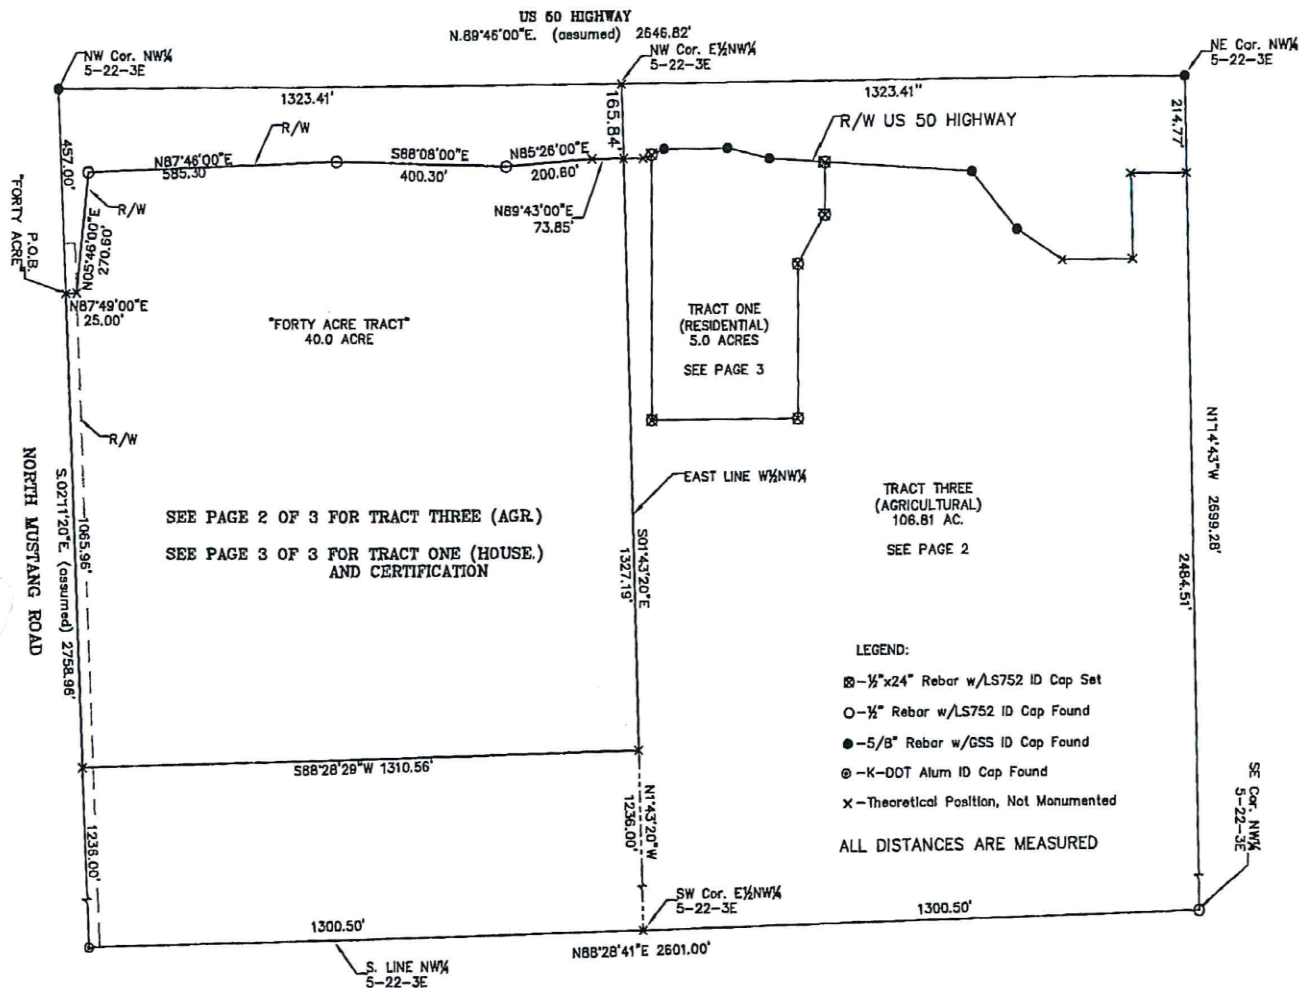 US 50 HIGHWAY
N.89°46'00"E. (assumed) 2646.82'
NW Cor. NW¼
5-22-3E
NW Cor. E½NW¼
5-22-3E
NE Cor. NW¼
5-22-3E
1323.41'
1323.41"
165.84'
214.77'
R/W
R/W US 50 HIGHWAY
457.00'
N87°46'00"E
585.30'
S88°08'00"E
400.30'
N85°26'00"E
200.60'
N89°43'00"E
73.85'
R/W
N05°46'00"E
270.60'
P.O.B.
"FORTY
ACRE"
N87°49'00"E
25.00'
"FORTY ACRE TRACT"
40.0 ACRE
TRACT ONE
(RESIDENTIAL)
5.0 ACRES
SEE PAGE 3
R/W
NORTH MUSTANG ROAD
S.02°11'20"E. (assumed) 2758.96'
1065.96'
EAST LINE W½NW¼
SEE PAGE 2 OF 3 FOR TRACT THREE (AGR.)
SEE PAGE 3 OF 3 FOR TRACT ONE (HOUSE.)
AND CERTIFICATION
TRACT THREE
(AGRICULTURAL)
106.81 AC.
SEE PAGE 2
S01°43'20"E
1327.19'
N1°14'43"W 2699.28'
2484.51'
LEGEND:
-½"x24" Rebar w/LS752 ID Cap Set
-½" Rebar w/LS752 ID Cap Found
-5/8" Rebar w/GSS ID Cap Found
-K-DOT Alum ID Cap Found
-Theoretical Position, Not Monumented
ALL DISTANCES ARE MEASURED
S88°28'29"W 1310.56'
1236.00'
N1°43'20"W
1236.00'
SE Cor. NW¼
5-22-3E
SW Cor. E½NW¼
5-22-3E
1300.50'
1300.50'
N88°28'41"E 2601.00'
S. LINE NW¼
5-22-3E